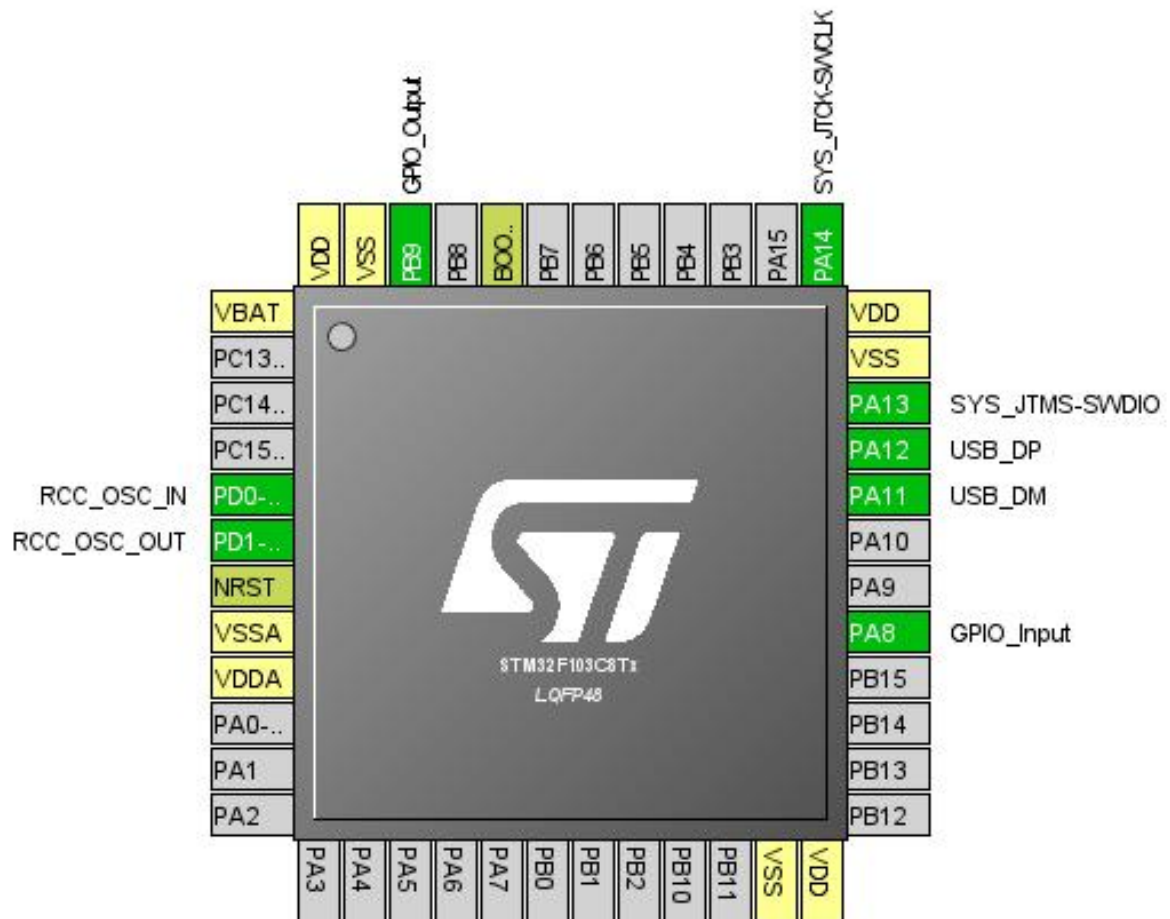 GPIO_Output
SYS_JTCK-SWCLK
VDD
VSS
PB9
PB8
BOO..
PB7
PB6
PB5
PB4
PB3
PA15
PA14
VBAT
PC13..
PC14..
PC15..
RCC_OSC_IN PD0-..
RCC_OSC_OUT PD1-..
NRST
VSSA
VDDA
PA0-..
PA1
PA2
VDD
VSS
PA13 SYS_JTMS-SWDIO
PA12 USB_DP
PA11 USB_DM
PA10
PA9
PA8 GPIO_Input
PB15
PB14
PB13
PB12
ST
STM32F103C8Tx
LQFP48
PA3
PA4
PA5
PA6
PA7
PB0
PB1
PB2
PB10
PB11
VSS
VDD